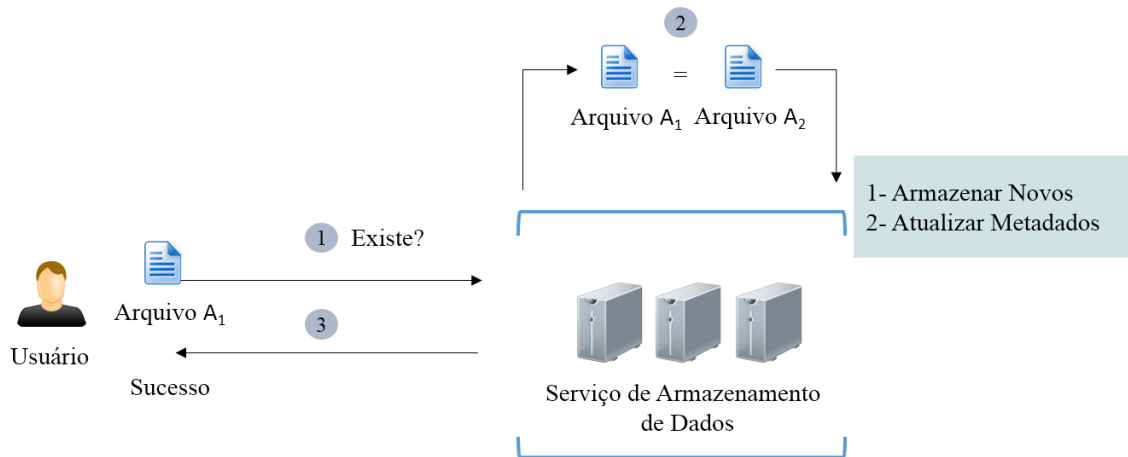 2
=
Arquivo A1 Arquivo A2
1- Armazenar Novos
2- Atualizar Metadados
1 Existe?
Arquivo A1
3
Usuário
Sucesso
Serviço de Armazenamento
de Dados